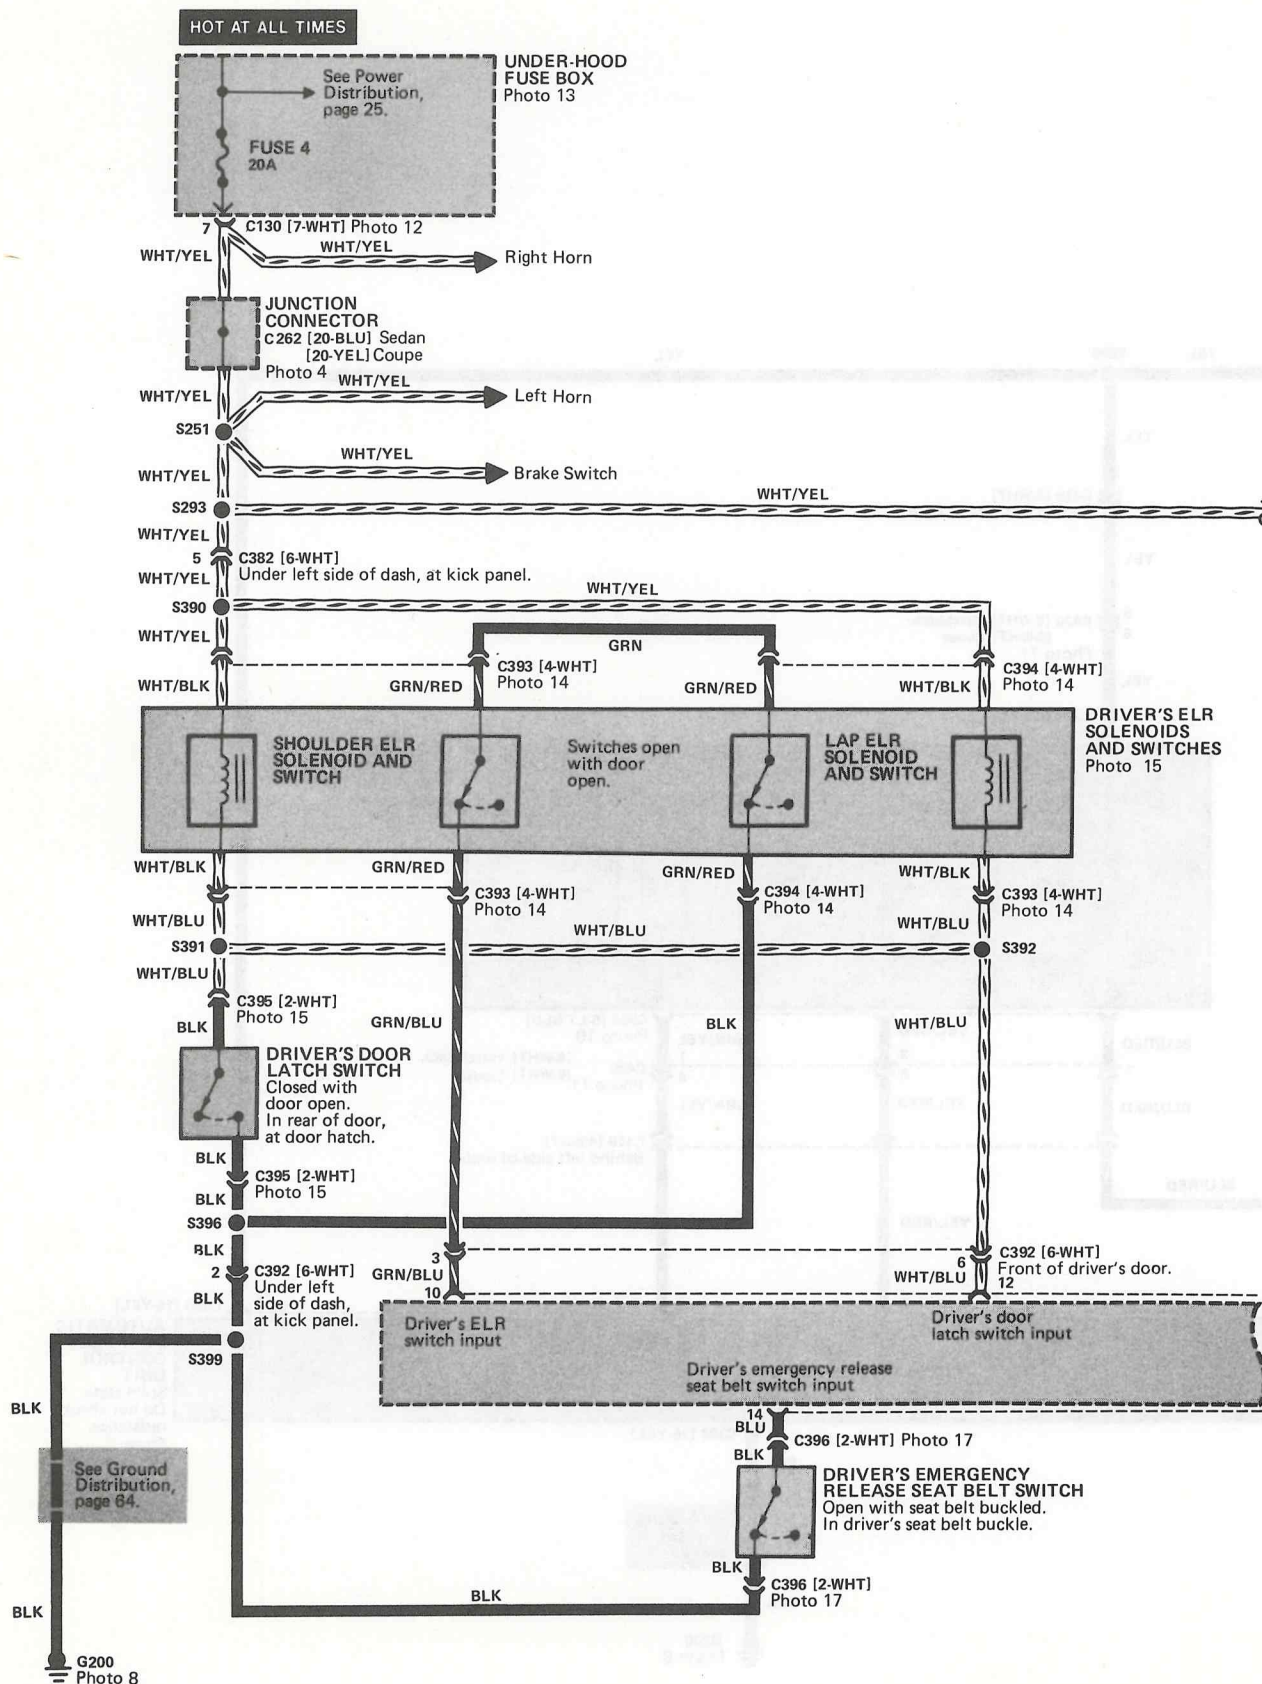 HOT AT ALL TIMES
UNDER-HOOD
FUSE BOX
Photo 13
See Power
Distribution,
page 25.
FUSE 4
20A
7
C130 [7-WHT] Photo 12
WHT/YEL
WHT/YEL
Right Horn
JUNCTION
CONNECTOR
C262 [20-BLU] Sedan
[20-YEL] Coupe
Photo 4
WHT/YEL
WHT/YEL
Left Horn
S251
WHT/YEL
Brake Switch
WHT/YEL
WHT/YEL
S293
WHT/YEL
5
C382 [6-WHT]
Under left side of dash, at kick panel.
WHT/YEL
WHT/YEL
S390
WHT/YEL
GRN
C393 [4-WHT]
Photo 14
C394 [4-WHT]
Photo 14
WHT/BLK
GRN/RED
GRN/RED
WHT/BLK
DRIVER'S ELR
SOLENOIDS
AND SWITCHES
Photo 15
SHOULDER ELR
SOLENOID AND
SWITCH
Switches open
with door
open.
LAP ELR
SOLENOID
AND SWITCH
WHT/BLK
GRN/RED
GRN/RED
WHT/BLK
C393 [4-WHT]
Photo 14
C394 [4-WHT]
Photo 14
C393 [4-WHT]
Photo 14
WHT/BLU
WHT/BLU
WHT/BLU
S391
S392
WHT/BLU
C395 [2-WHT]
Photo 15
BLK
GRN/BLU
BLK
WHT/BLU
DRIVER'S DOOR
LATCH SWITCH
Closed with
door open.
In rear of door,
at door hatch.
BLK
C395 [2-WHT]
Photo 15
BLK
S396
BLK
3
6
C392 [6-WHT]
Front of driver's door.
2
C392 [6-WHT]
Under left
side of dash,
at kick panel.
GRN/BLU
WHT/BLU
12
BLK
10
Driver's ELR
switch input
Driver's door
latch switch input
S399
Driver's emergency release
seat belt switch input
BLK
14
BLU
C396 [2-WHT] Photo 17
BLK
See Ground
Distribution,
page 64.
DRIVER'S EMERGENCY
RELEASE SEAT BELT SWITCH
Open with seat belt buckled.
In driver's seat belt buckle.
BLK
C396 [2-WHT]
Photo 17
BLK
BLK
G200
Photo 8